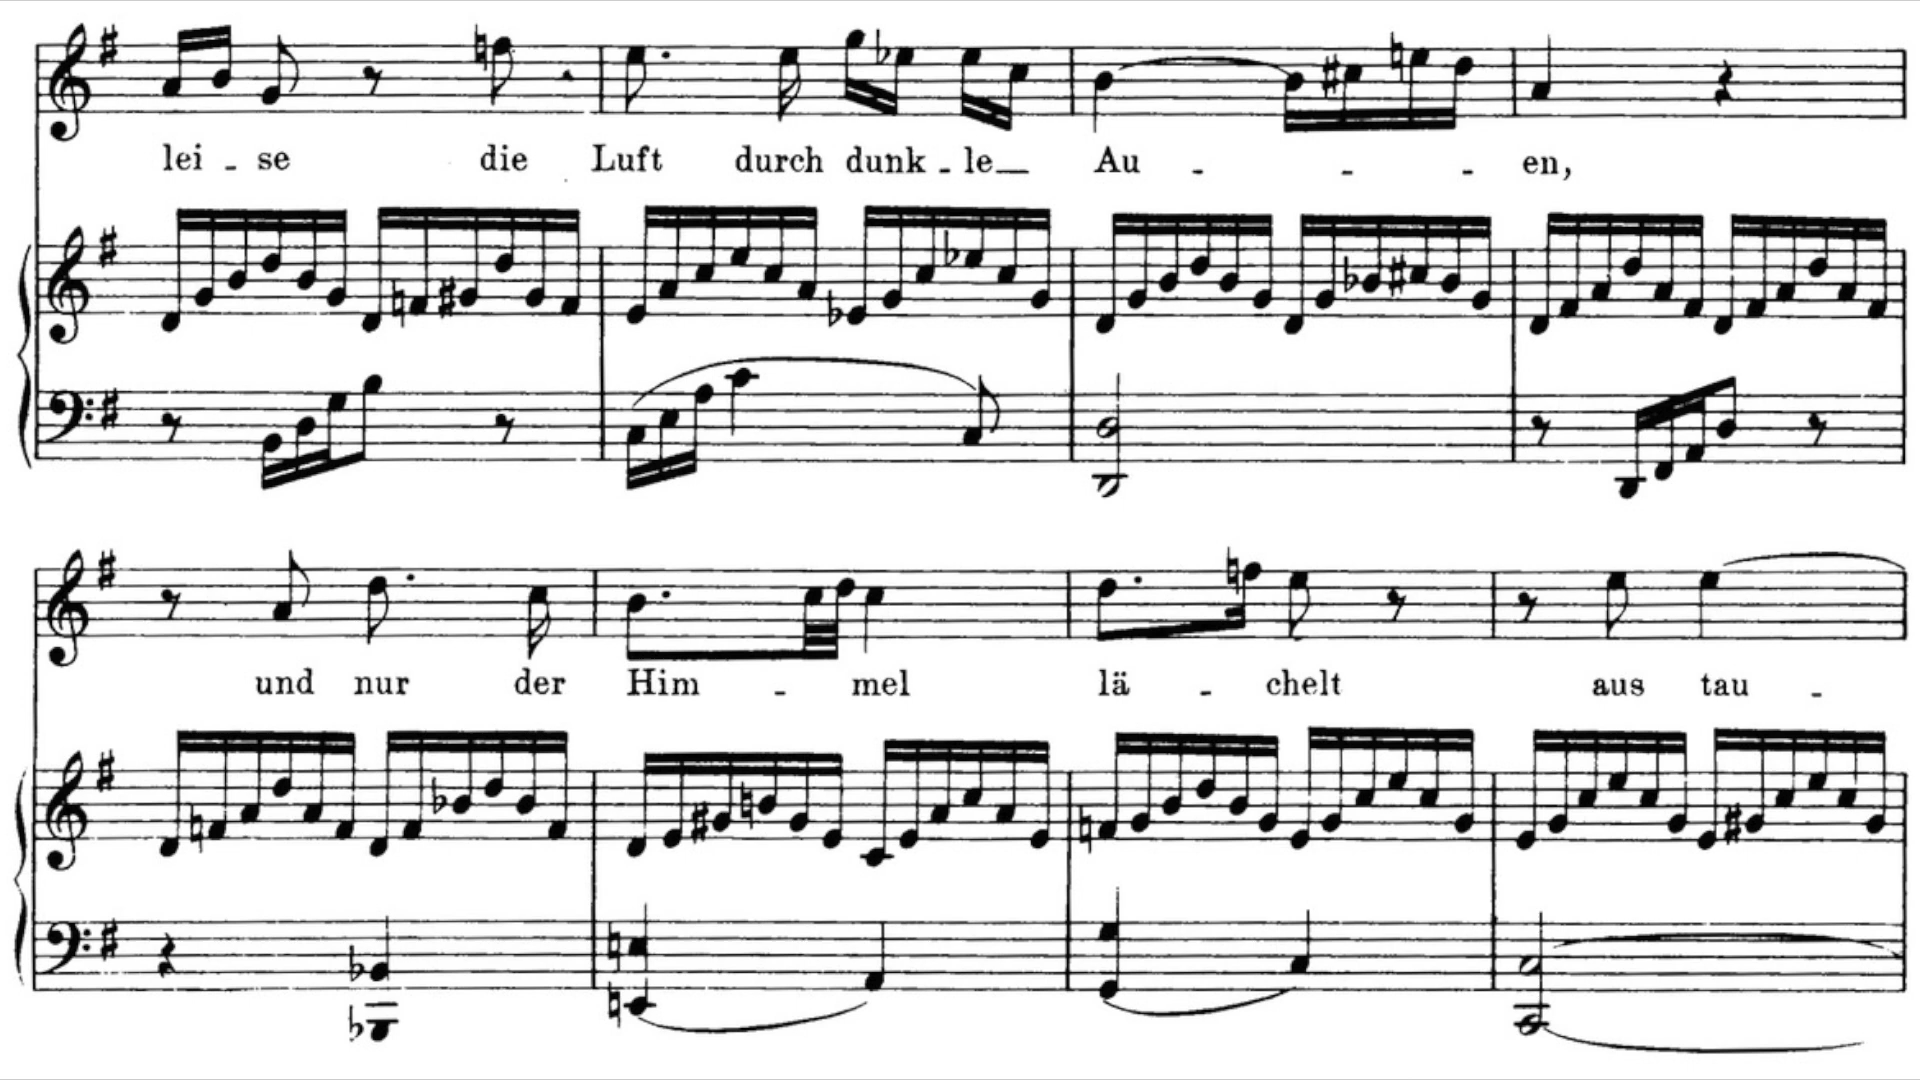 lei - se die Luft durch dunk - le Au - - - en,
und nur der Him - mel lä - chelt aus tau -